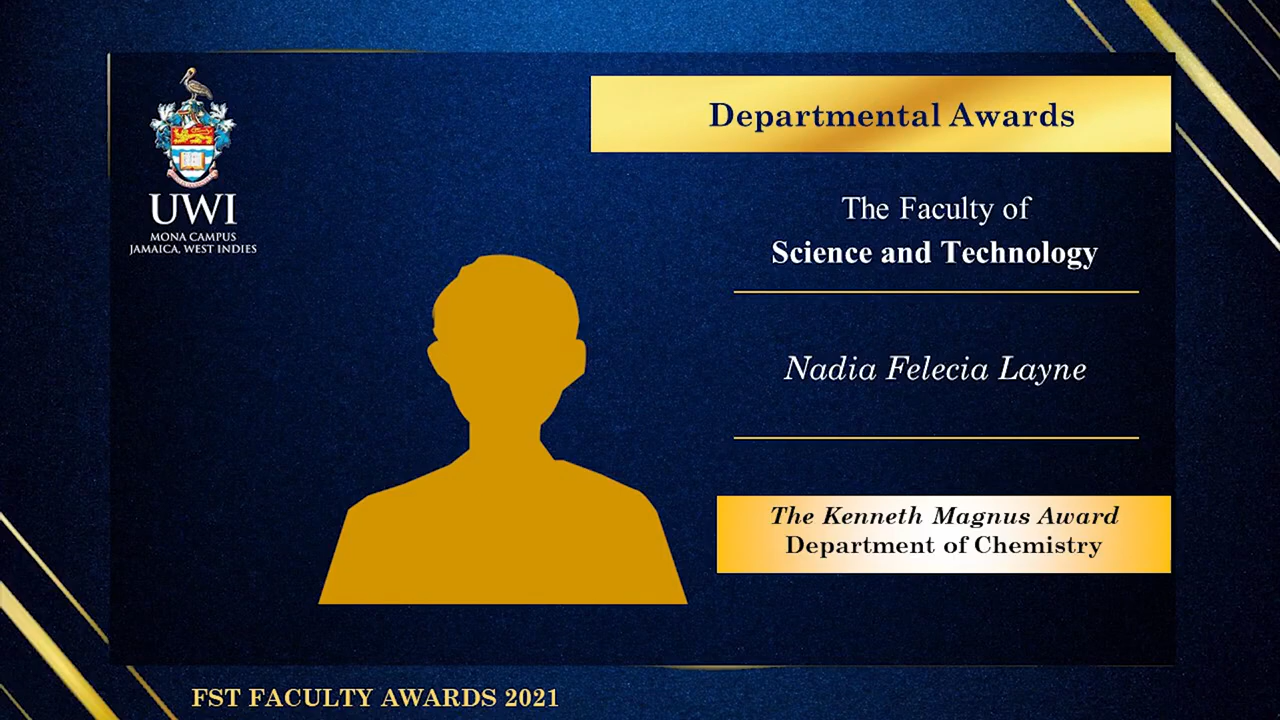 UWI
MONA CAMPUS
JAMAICA, WEST INDIES
Departmental Awards
The Faculty of
Science and Technology
Nadia Felecia Layne
The Kenneth Magnus Award
Department of Chemistry
FST FACULTY AWARDS 2021